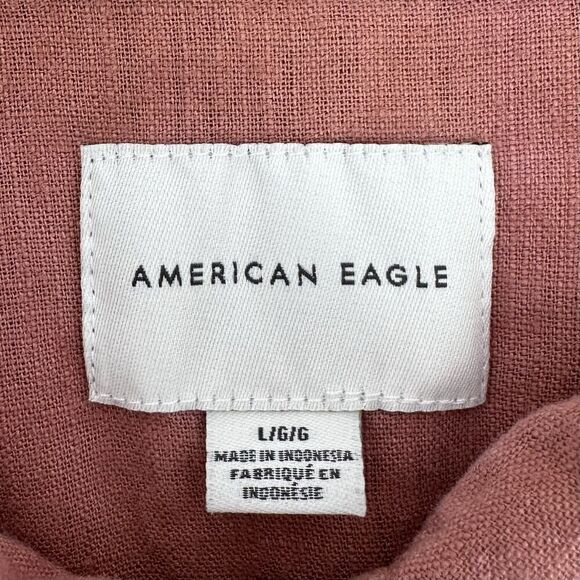 AMERICAN EAGLE
L/G/G
MADE IN INDONESIA
FABRIQUÉ EN
INDONÉSIE